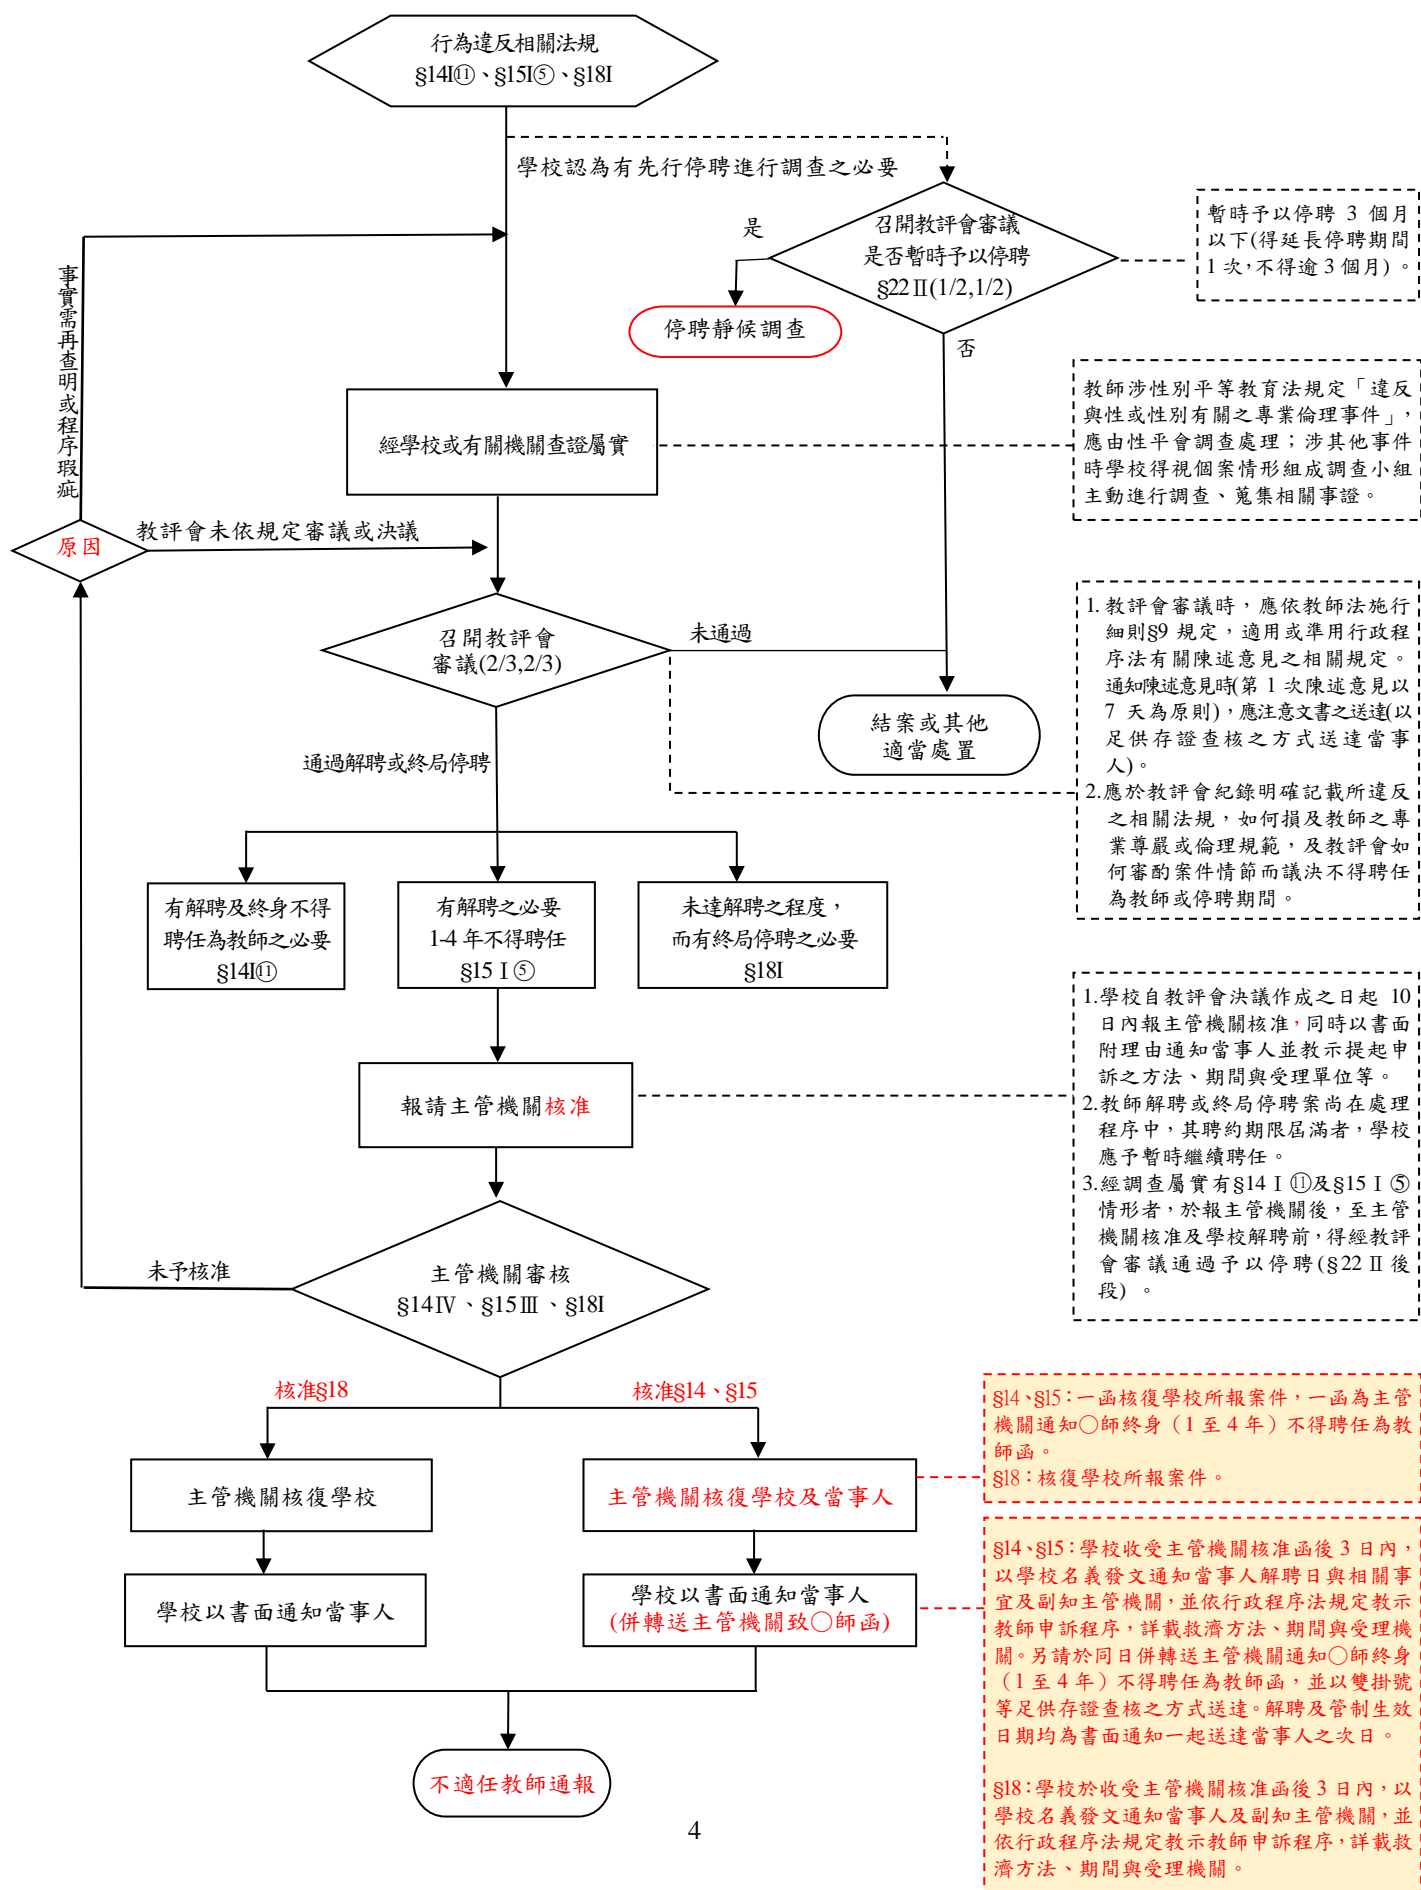 行為違反相關法規
§14I⑪、§15I⑤、§18I
學校認為有先行停聘進行調查之必要
是
召開教評會審議
是否暫時予以停聘
§22Ⅱ(1/2,1/2)
暫時予以停聘 3 個月
以下(得延長停聘期間
1 次,不得逾 3 個月)。
停聘靜候調查
否
事實需再查明或程序瑕疵
經學校或有關機關查證屬實
教師涉性別平等教育法規定「違反
與性或性別有關之專業倫理事件」,
應由性平會調查處理；涉其他事件
時學校得視個案情形組成調查小組
主動進行調查、蒐集相關事證。
原因
教評會未依規定審議或決議
召開教評會
審議(2/3,2/3)
未通過
結案或其他
適當處置
1. 教評會審議時，應依教師法施行
細則§9 規定，適用或準用行政程
序法有關陳述意見之相關規定。
通知陳述意見時(第 1 次陳述意見以
7 天為原則)，應注意文書之送達(以
足供存證查核之方式送達當事
人)。
2.應於教評會紀錄明確記載所違反
之相關法規，如何損及教師之專
業尊嚴或倫理規範，及教評會如
何審酌案件情節而議決不得聘任
為教師或停聘期間。
通過解聘或終局停聘
有解聘及終身不得
聘任為教師之必要
§14I⑪
有解聘之必要
1-4 年不得聘任
§15 I ⑤
未達解聘之程度，
而有終局停聘之必要
§18I
報請主管機關核准
1.學校自教評會決議作成之日起 10
日內報主管機關核准，同時以書面
附理由通知當事人並教示提起申
訴之方法、期間與受理單位等。
2.教師解聘或終局停聘案尚在處理
程序中，其聘約期限屆滿者，學校
應予暫時繼續聘任。
3.經調查屬實有§14 I ⑪及§15 I ⑤
情形者，於報主管機關後，至主管
機關核准及學校解聘前，得經教評
會審議通過予以停聘(§22 Ⅱ 後
段) 。
未予核准
主管機關審核
§14Ⅳ、§15Ⅲ、§18I
核准§18
核准§14、§15
§14、§15：一函核復學校所報案件，一函為主管
機關通知○師終身（1 至 4 年）不得聘任為教
師函。
§18：核復學校所報案件。
主管機關核復學校
主管機關核復學校及當事人
學校以書面通知當事人
學校以書面通知當事人
(併轉送主管機關致○師函)
§14、§15：學校收受主管機關核准函後 3 日內，
以學校名義發文通知當事人解聘日與相關事
宜及副知主管機關，並依行政程序法規定教示
教師申訴程序，詳載救濟方法、期間與受理機
關。另請於同日併轉送主管機關通知○師終身
（1 至 4 年）不得聘任為教師函，並以雙掛號
等足供存證查核之方式送達。解聘及管制生效
日期均為書面通知一起送達當事人之次日。
§18：學校於收受主管機關核准函後 3 日內，以
學校名義發文通知當事人及副知主管機關，並
依行政程序法規定教示教師申訴程序，詳載救
濟方法、期間與受理機關。
不適任教師通報
4